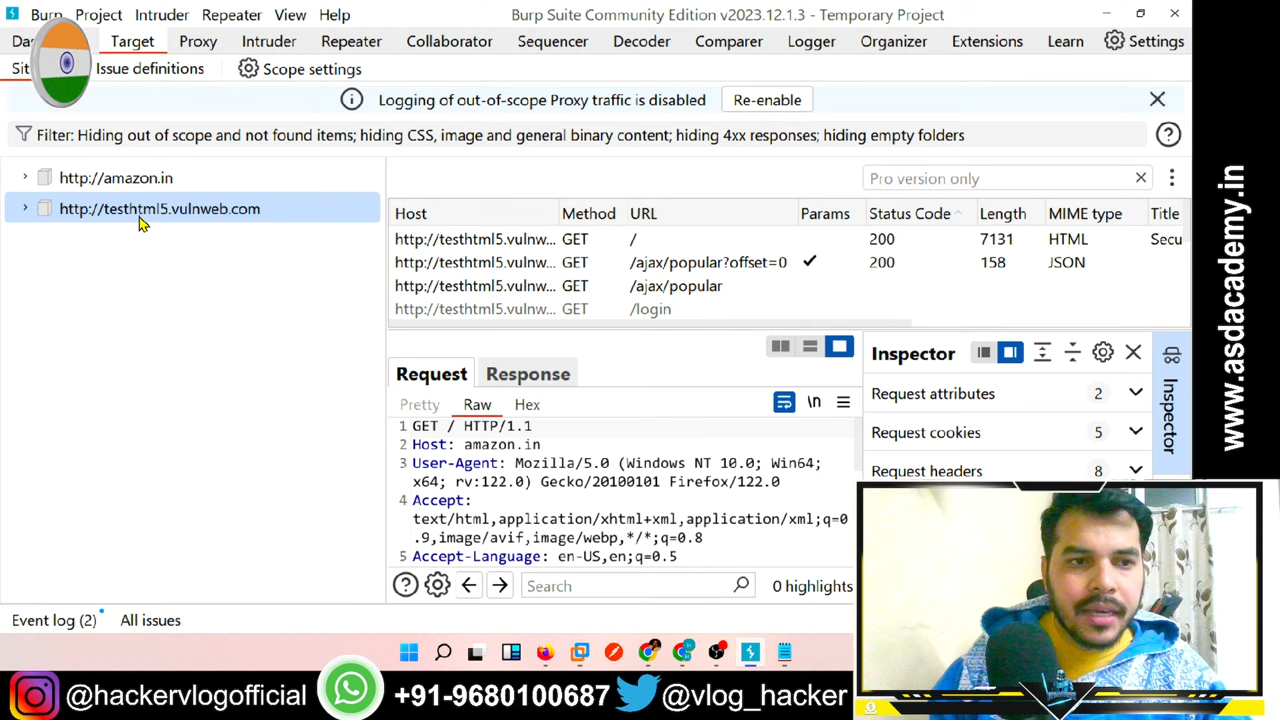 Burp Project Intruder Repeater View Help Burp Suite Community Edition v2023.12.1.3 - Temporary Project
Target Proxy Intruder Repeater Collaborator Sequencer Decoder Comparer Logger Organizer Extensions Learn Settings
Issue definitions Scope settings
Logging of out-of-scope Proxy traffic is disabled Re-enable
Filter: Hiding out of scope and not found items; hiding CSS, image and general binary content; hiding 4xx responses; hiding empty folders
http://amazon.in
http://testhtml5.vulnweb.com
Pro version only
Host Method URL Params Status Code Length MIME type Title
http://testhtml5.vulnw... GET / 200 7131 HTML Secu
http://testhtml5.vulnw... GET /ajax/popular?offset=0 ✓ 200 158 JSON
http://testhtml5.vulnw... GET /ajax/popular
http://testhtml5.vulnw... GET /login
Request Response
Pretty Raw Hex \n
1 GET / HTTP/1.1
2 Host: amazon.in
3 User-Agent: Mozilla/5.0 (Windows NT 10.0; Win64;
x64; rv:122.0) Gecko/20100101 Firefox/122.0
4 Accept:
text/html,application/xhtml+xml,application/xml;q=0
.9,image/avif,image/webp,*/*;q=0.8
5 Accept-Language: en-US,en;q=0.5
Search 0 highlights
Inspector
Request attributes 2
Request cookies 5
Request headers 8
Inspector
Event log (2) All issues
www.asdacademy.in
@hackervlogofficial +91-9680100687 @vlog_hacker